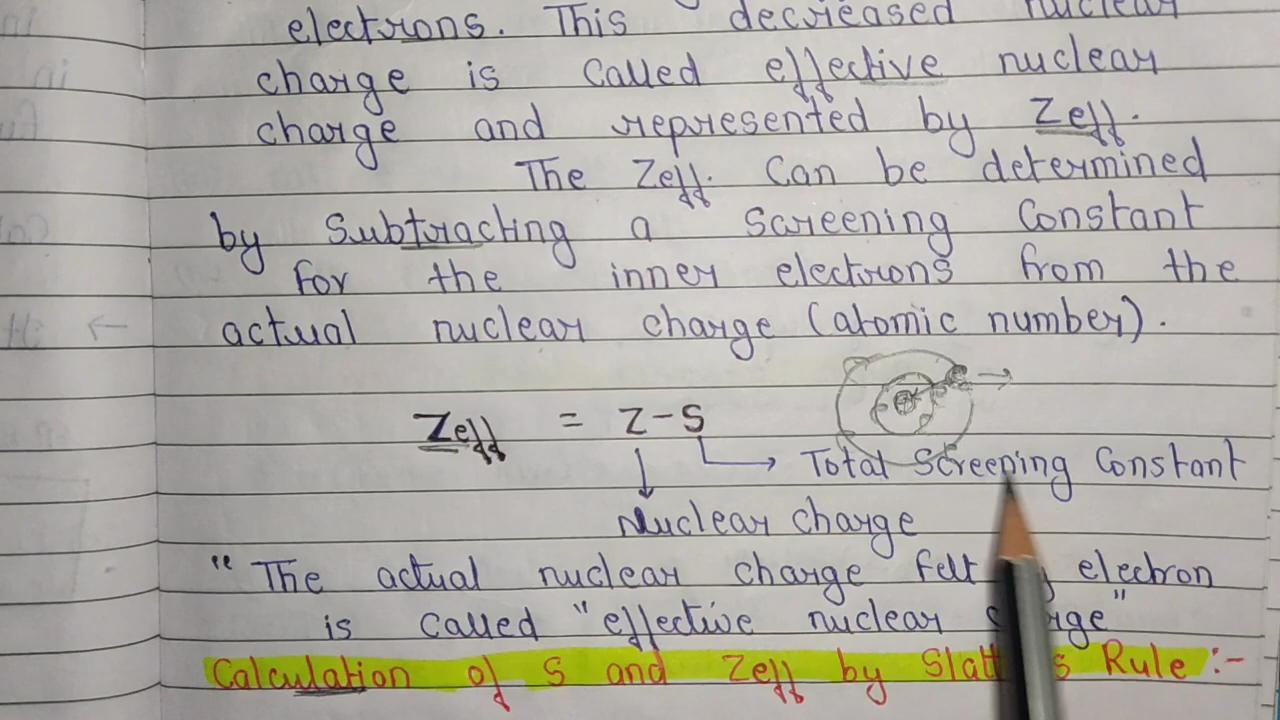 electrons. This decreased nuclear
charge is called effective nuclear
charge and represented by Zeff.
The Zeff. Can be determined
by Subtracting a Screening Constant
for the inner electrons from the
actual nuclear charge (atomic number).
Zeff = Z-S
Total Screening Constant
Nuclear charge
"The actual nuclear charge felt electron
is called "effective nuclear
Calculation of S and Zeff by Rule:-